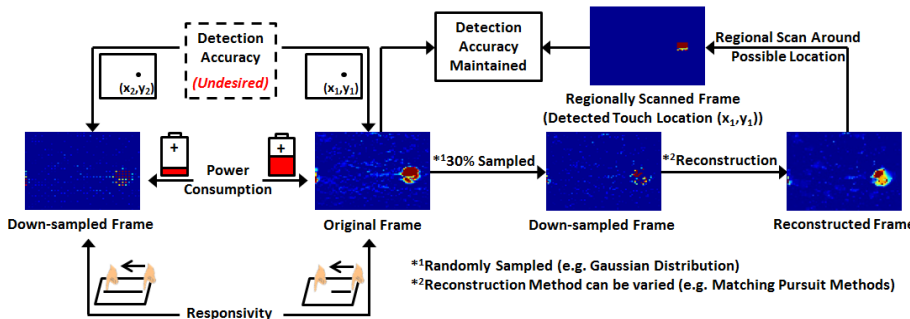 Detection
Accuracy
(Undesired)
(x₂,y₂)
(x₁,y₁)
Detection
Accuracy
Maintained
Regional Scan Around
Possible Location
Regionally Scanned Frame
(Detected Touch Location (x₁,y₁))
+
+
Power
Consumption
*¹30% Sampled
*²Reconstruction
Down-sampled Frame
Original Frame
Down-sampled Frame
Reconstructed Frame
*¹Randomly Sampled (e.g. Gaussian Distribution)
*²Reconstruction Method can be varied (e.g. Matching Pursuit Methods)
Responsivity